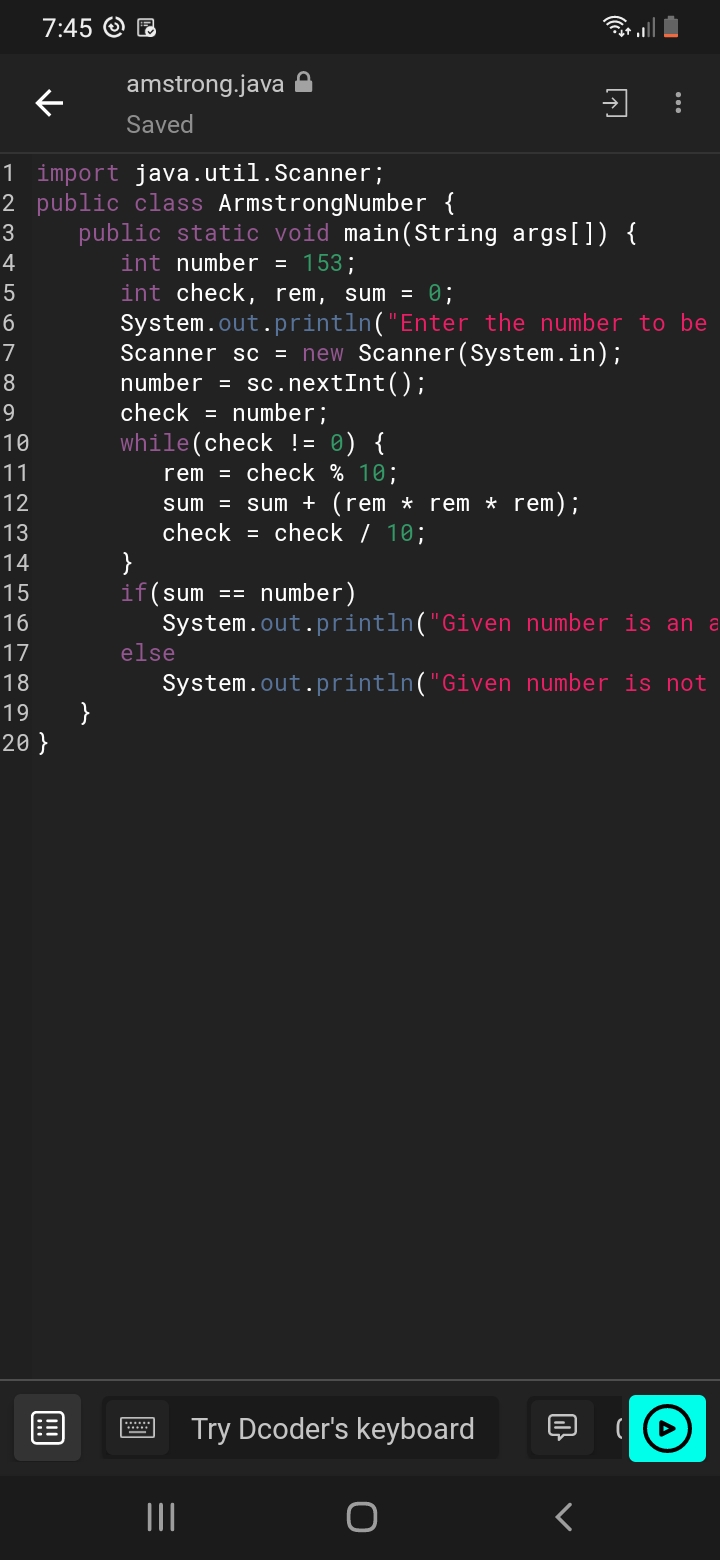 7:45
amstrong.java
Saved
1 import java.util.Scanner;
2 public class ArmstrongNumber {
3    public static void main(String args[]) {
4       int number = 153;
5       int check, rem, sum = 0;
6       System.out.println("Enter the number to be
7       Scanner sc = new Scanner(System.in);
8       number = sc.nextInt();
9       check = number;
10       while(check != 0) {
11          rem = check % 10;
12          sum = sum + (rem * rem * rem);
13          check = check / 10;
14       }
15       if(sum == number)
16          System.out.println("Given number is an a
17       else
18          System.out.println("Given number is not
19    }
20 }
Try Dcoder's keyboard